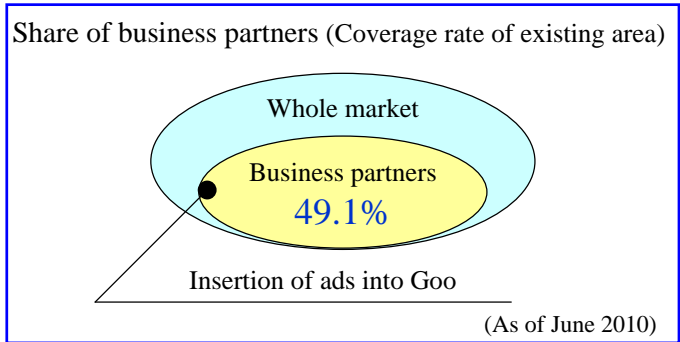 Share of business partners (Coverage rate of existing area)
Whole market
Business partners
49.1%
Insertion of ads into Goo
(As of June 2010)